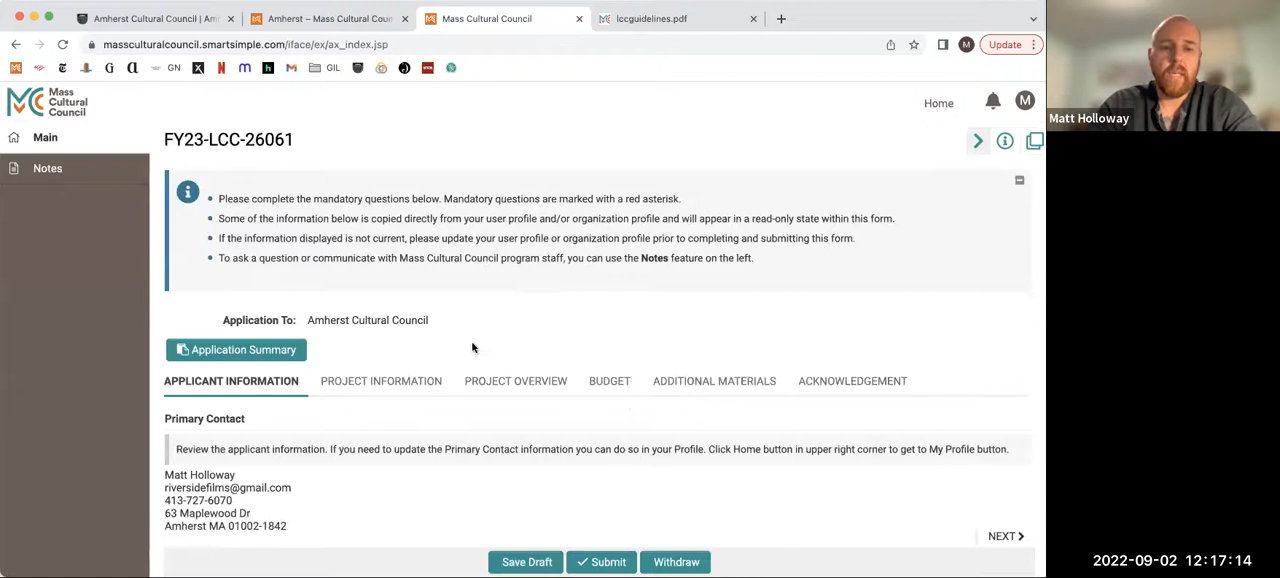 Amherst Cultural Council | Am
Amherst – Mass Cultural Coun
Mass Cultural Council
lccguidelines.pdf
massculturalcouncil.smartsimple.com/iface/ex/ax_index.jsp
M
Update
GN
GIL
Mass
Cultural
Council
Home
M
Main
Notes
FY23-LCC-26061
Please complete the mandatory questions below. Mandatory questions are marked with a red asterisk.
Some of the information below is copied directly from your user profile and/or organization profile and will appear in a read-only state within this form.
If the information displayed is not current, please update your user profile or organization profile prior to completing and submitting this form.
To ask a question or communicate with Mass Cultural Council program staff, you can use the Notes feature on the left.
Application To: Amherst Cultural Council
Application Summary
APPLICANT INFORMATION PROJECT INFORMATION PROJECT OVERVIEW BUDGET ADDITIONAL MATERIALS ACKNOWLEDGEMENT
Primary Contact
Review the applicant information. If you need to update the Primary Contact information you can do so in your Profile. Click Home button in upper right corner to get to My Profile button.
Matt Holloway
riversidefilms@gmail.com
413-727-6070
63 Maplewood Dr
Amherst MA 01002-1842
NEXT
Save Draft Submit Withdraw
Matt Holloway
2022-09-02 12:17:14